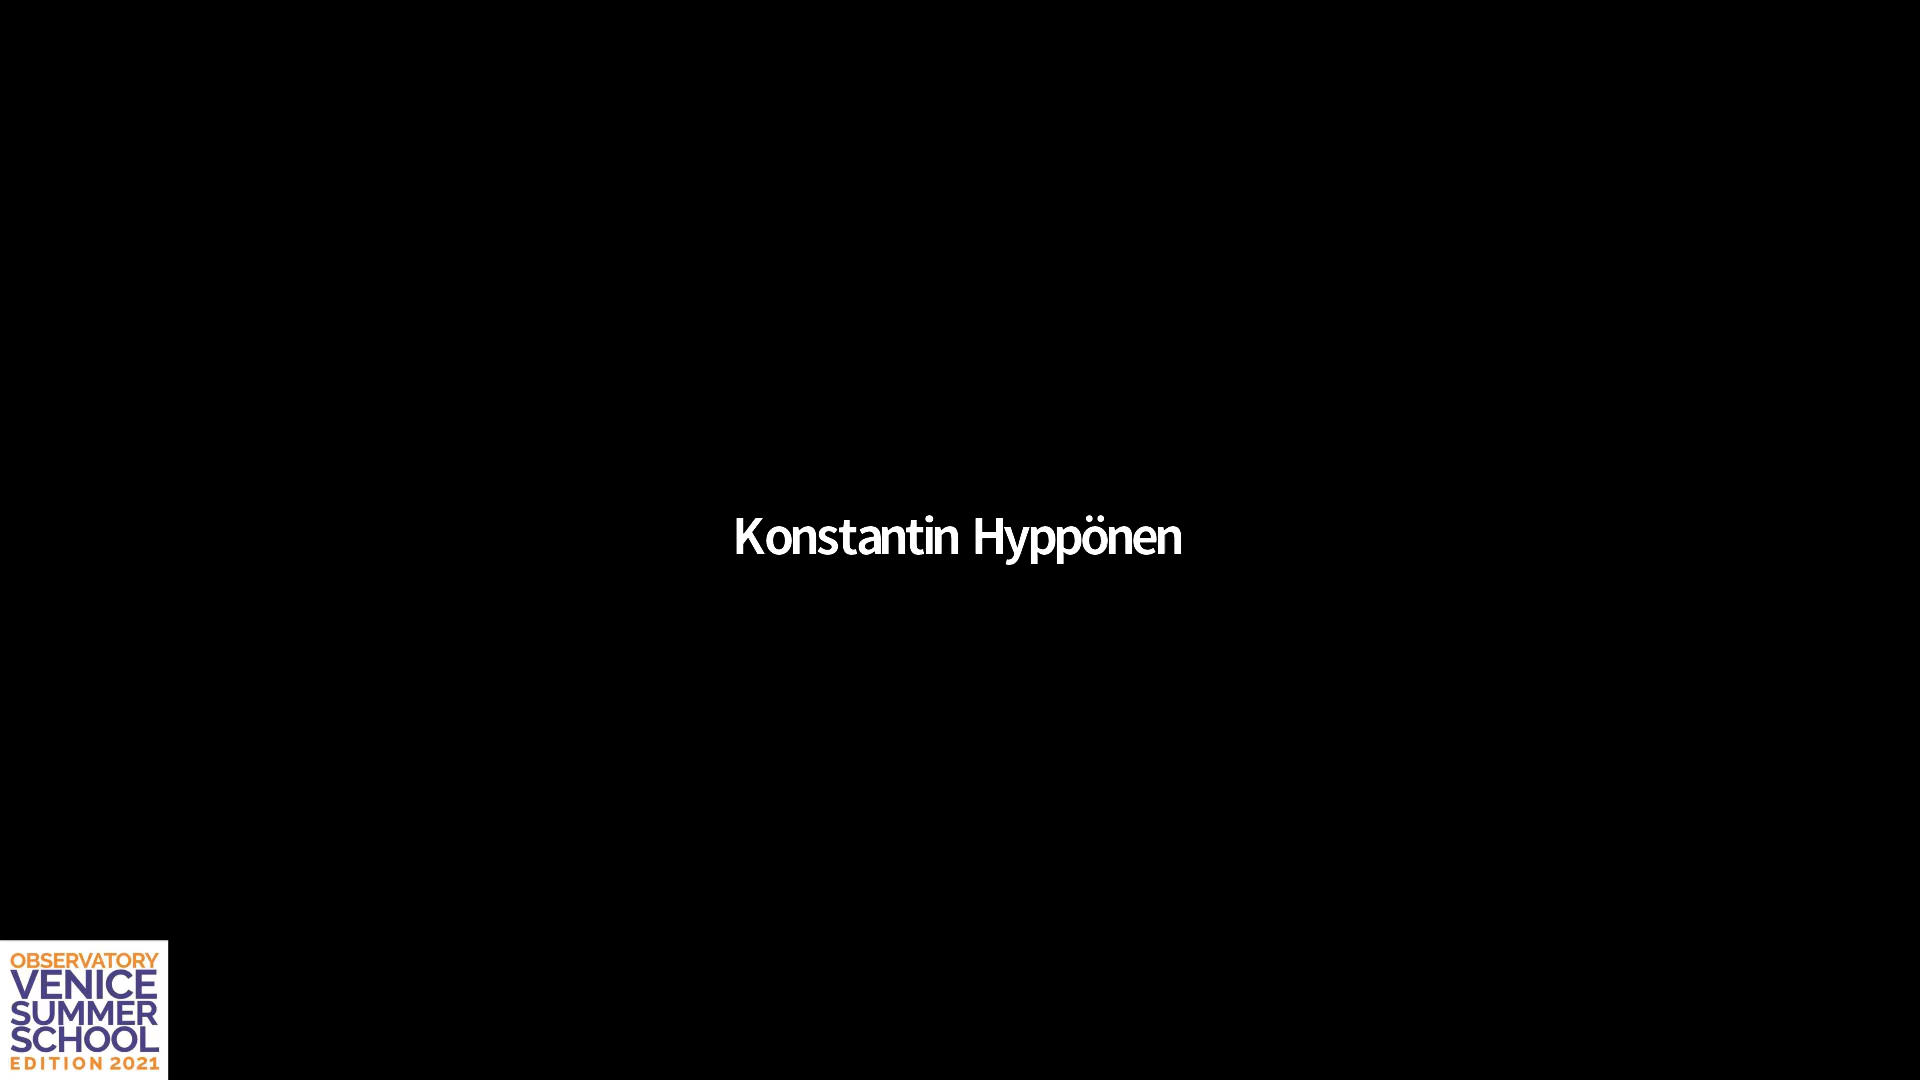 Konstantin Hyppönen
OBSERVATORY
VENICE
SUMMER
SCHOOL
EDITION 2021